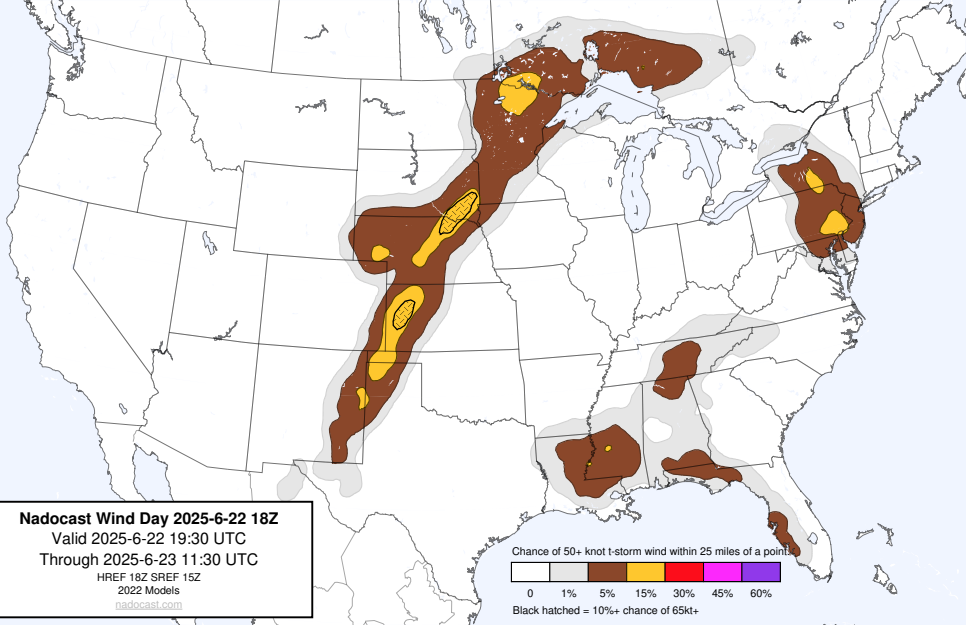 Nadocast Wind Day 2025-6-22 18Z
Valid 2025-6-22 19:30 UTC
Through 2025-6-23 11:30 UTC
HREF 18Z SREF 15Z
2022 Models
nadocast.com
Chance of 50+ knot t-storm wind within 25 miles of a point.
0 1% 5% 15% 30% 45% 60%
Black hatched = 10%+ chance of 65kt+